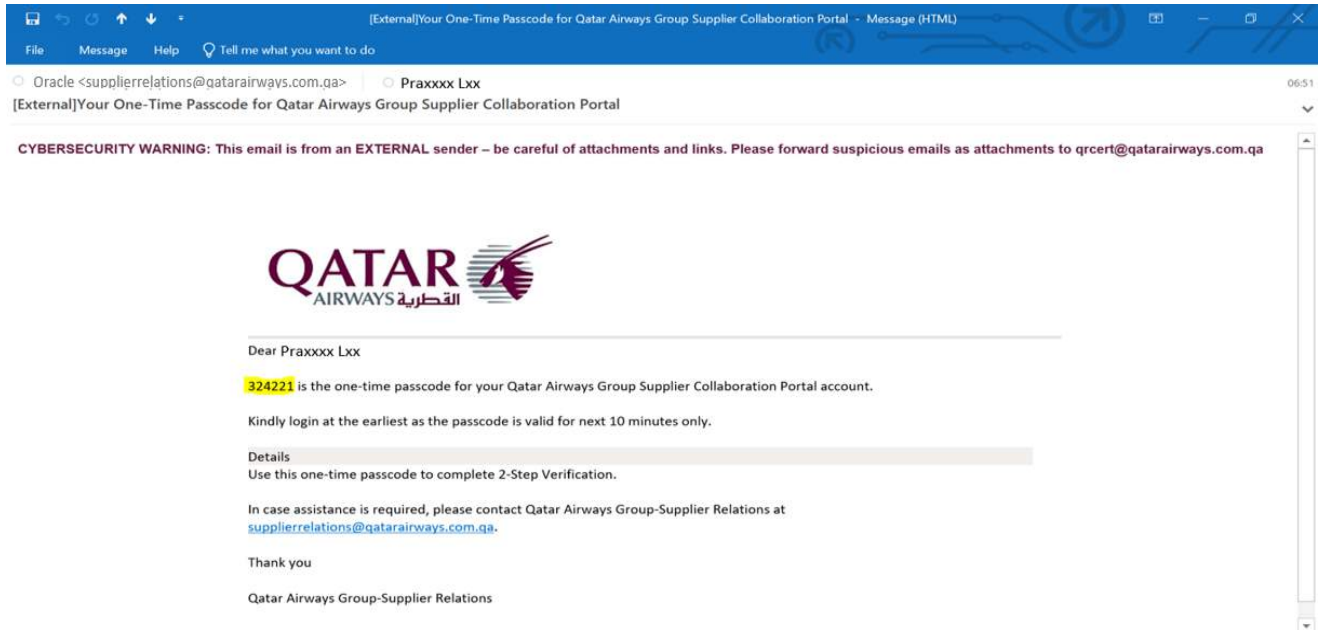 [External]Your One-Time Passcode for Qatar Airways Group Supplier Collaboration Portal - Message (HTML)
File Message Help Tell me what you want to do
Oracle <supplierrelations@qatarairways.com.qa> Praxxxx Lxx 06:51
[External]Your One-Time Passcode for Qatar Airways Group Supplier Collaboration Portal
CYBERSECURITY WARNING: This email is from an EXTERNAL sender – be careful of attachments and links. Please forward suspicious emails as attachments to qrcert@qatarairways.com.qa
QATAR
AIRWAYS القطرية
Dear Praxxxx Lxx
324221 is the one-time passcode for your Qatar Airways Group Supplier Collaboration Portal account.
Kindly login at the earliest as the passcode is valid for next 10 minutes only.
Details
Use this one-time passcode to complete 2-Step Verification.
In case assistance is required, please contact Qatar Airways Group-Supplier Relations at
supplierrelations@qatarairways.com.qa.
Thank you
Qatar Airways Group-Supplier Relations